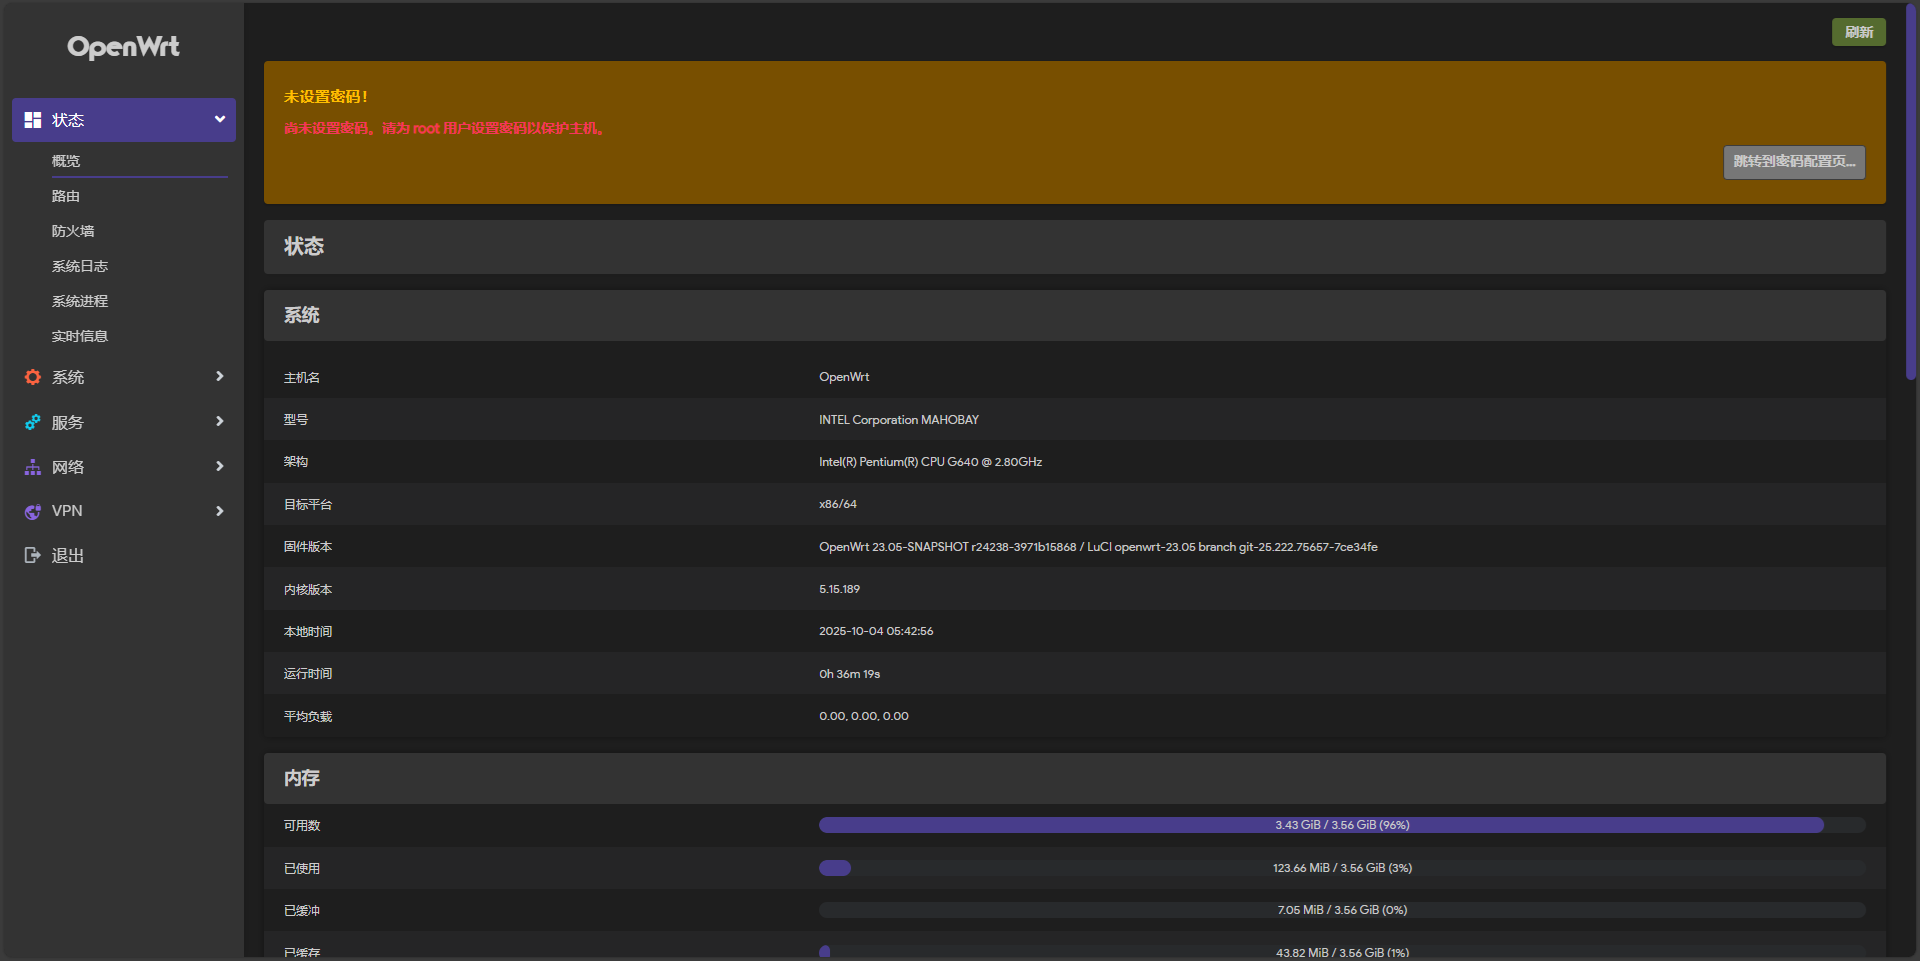 OpenWrt
状态
概览
路由
防火墙
系统日志
系统进程
实时信息
系统
服务
网络
VPN
退出
刷新
未设置密码！
尚未设置密码。请为 root 用户设置密码以保护主机。
跳转到密码配置页...
状态
系统
主机名 OpenWrt
型号 INTEL Corporation MAHOBAY
架构 Intel(R) Pentium(R) CPU G640 @ 2.80GHz
目标平台 x86/64
固件版本 OpenWrt 23.05-SNAPSHOT r24238-3971b15868 / LuCI openwrt-23.05 branch git-25.222.75657-7ce34fe
内核版本 5.15.189
本地时间 2025-10-04 05:42:56
运行时间 0h 36m 19s
平均负载 0.00, 0.00, 0.00
内存
可用数 3.43 GiB / 3.56 GiB (96%)
已使用 123.66 MiB / 3.56 GiB (3%)
已缓冲 7.05 MiB / 3.56 GiB (0%)
已缓存 43.82 MiB / 3.56 GiB (1%)